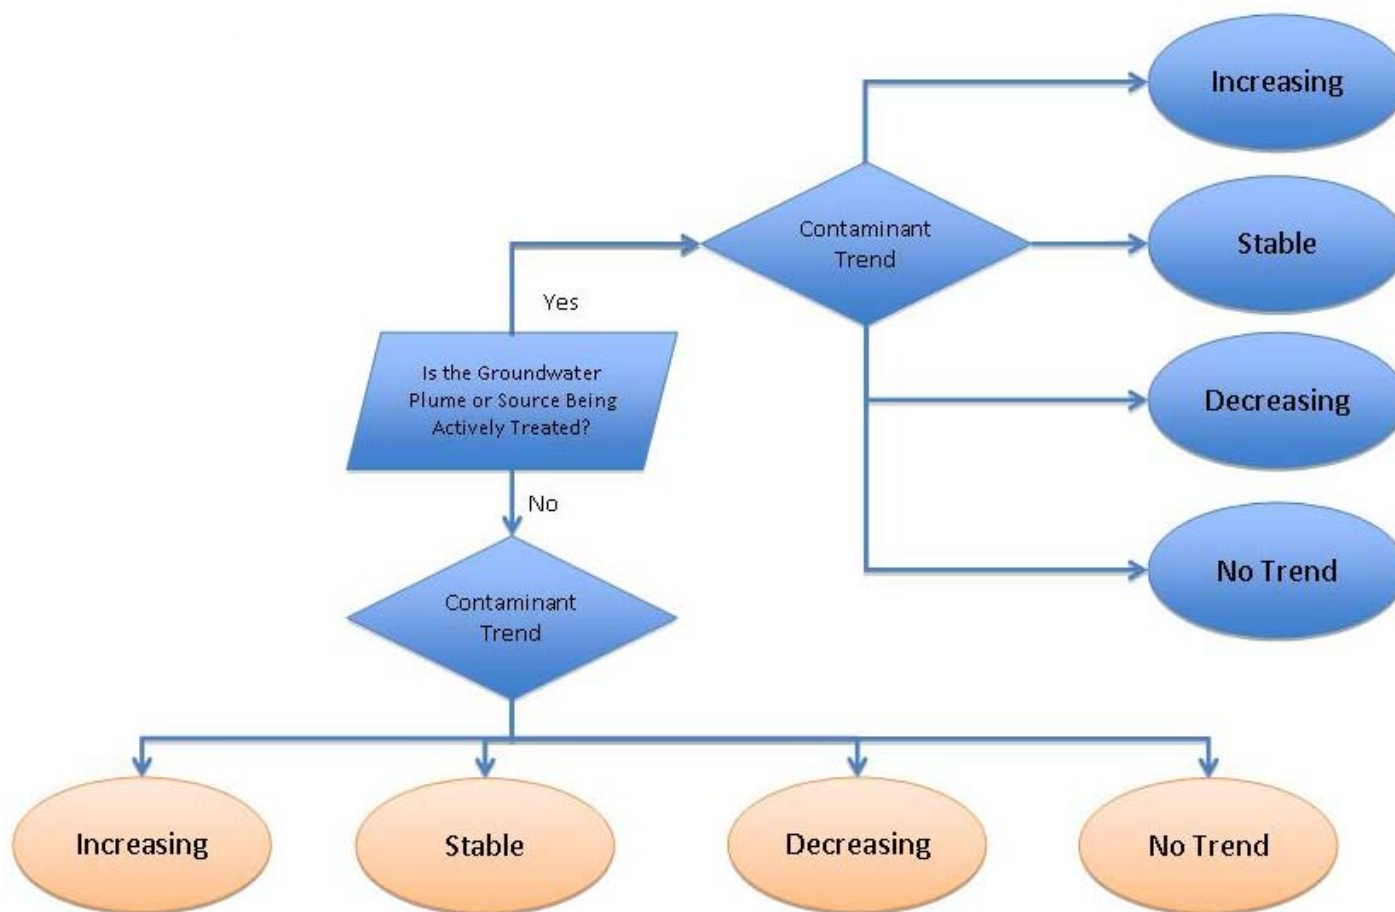 Increasing
Contaminant
Trend
Stable
Yes
Is the Groundwater
Plume or Source Being
Actively Treated?
Decreasing
No
No Trend
Contaminant
Trend
Increasing
Stable
Decreasing
No Trend